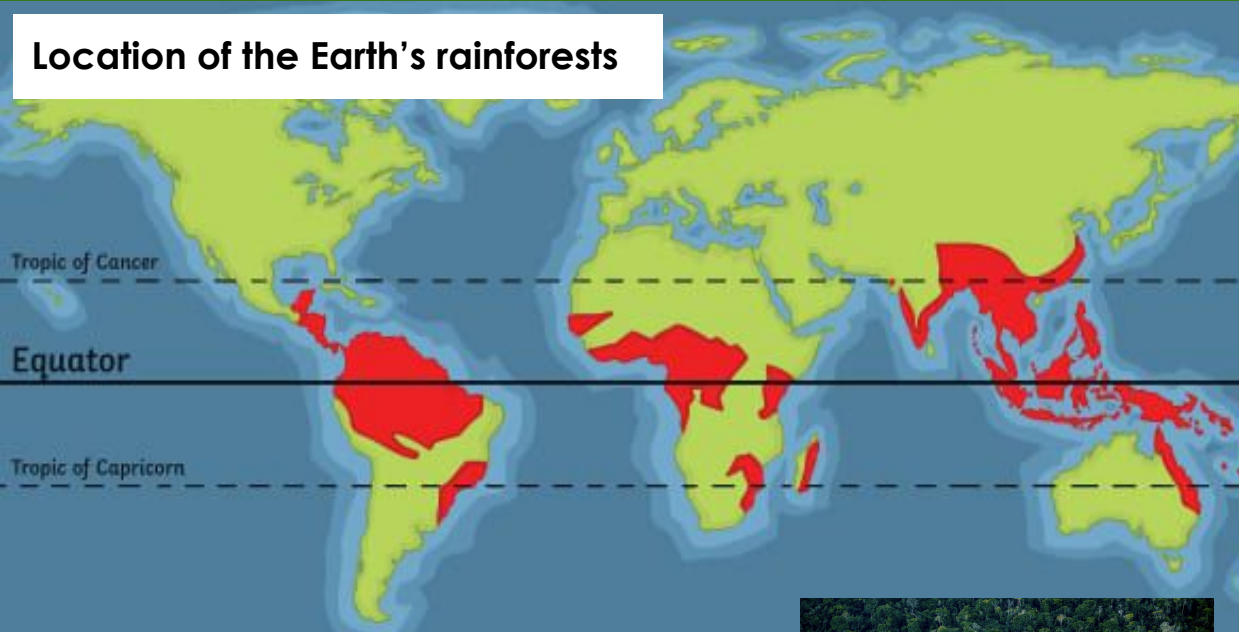 Location of the Earth's rainforests
Tropic of Cancer
Equator
Tropic of Capricorn